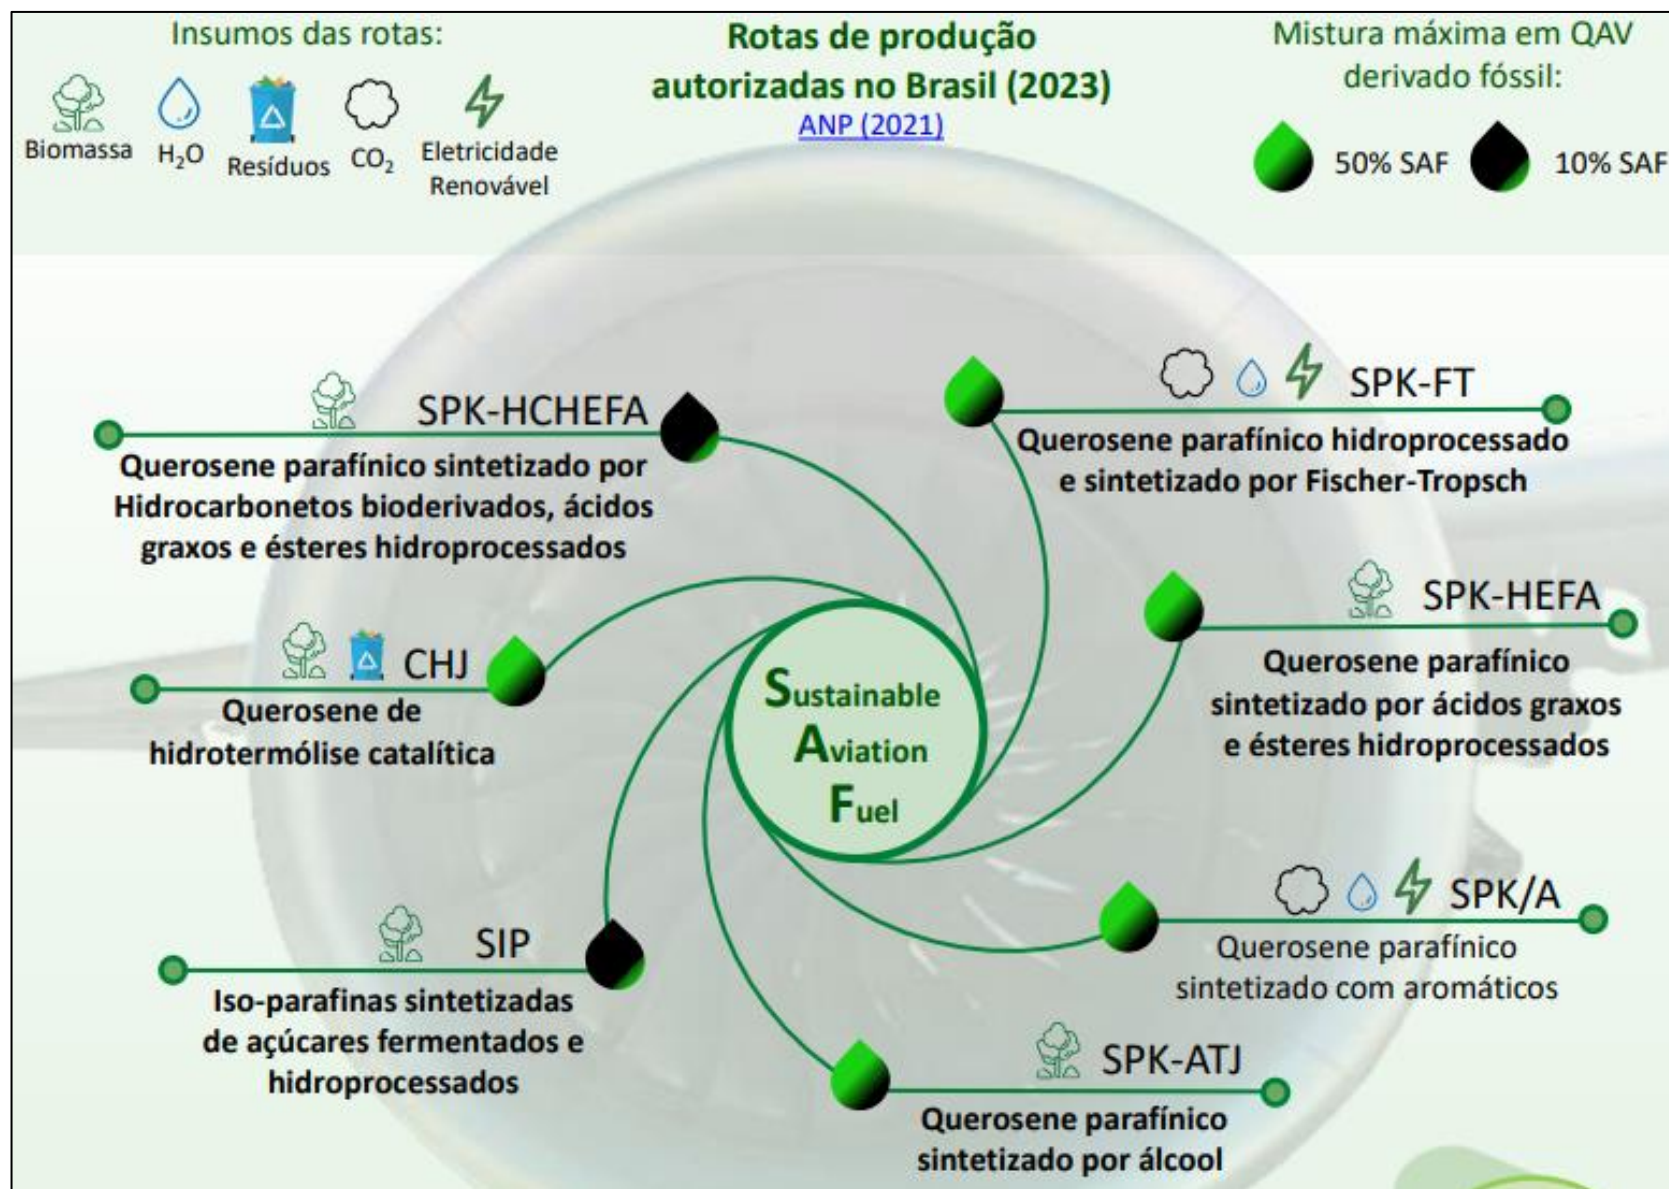 Insumos das rotas:
Biomassa
H₂O
Resíduos
CO₂
Eletricidade
Renovável
Rotas de produção
autorizadas no Brasil (2023)
ANP (2021)
Mistura máxima em QAV
derivado fóssil:
50% SAF
10% SAF
SPK-HCHEFA
Querosene parafínico sintetizado por
Hidrocarbonetos bioderivados, ácidos
graxos e ésteres hidroprocessados
SPK-FT
Querosene parafínico hidroprocessado
e sintetizado por Fischer-Tropsch
CHJ
Querosene de
hidrotermólise catalítica
SPK-HEFA
Querosene parafínico
sintetizado por ácidos graxos
e ésteres hidroprocessados
Sustainable
Aviation
Fuel
SIP
Iso-parafinas sintetizadas
de açúcares fermentados e
hidroprocessados
SPK/A
Querosene parafínico
sintetizado com aromáticos
SPK-ATJ
Querosene parafínico
sintetizado por álcool